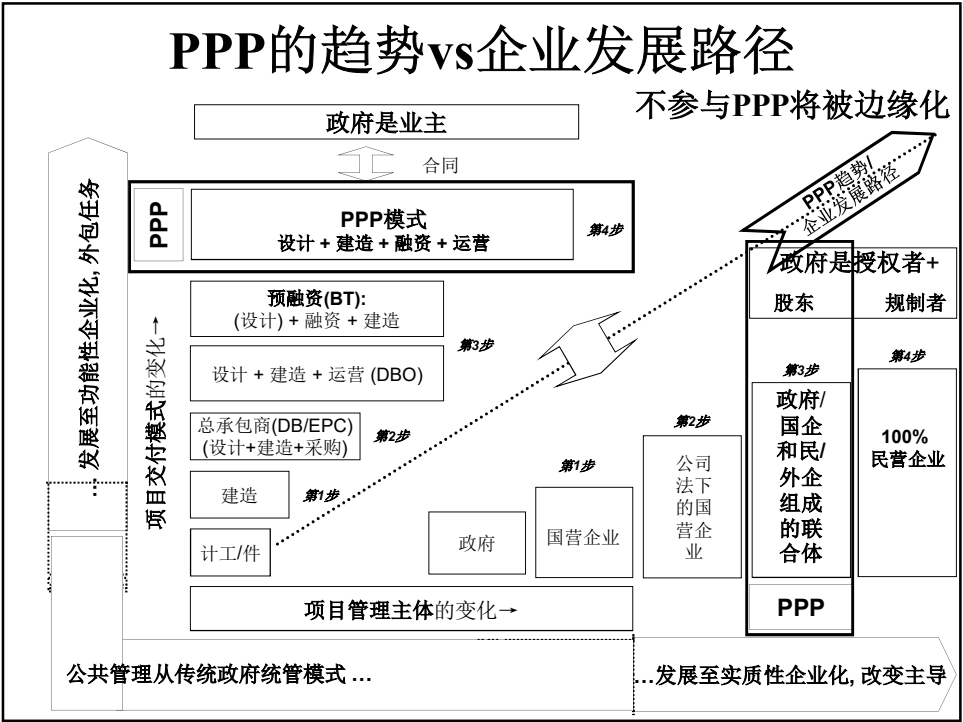 PPP的趋势vs企业发展路径
不参与PPP将被边缘化
政府是业主
合同
PPP
PPP模式
设计 + 建造 + 融资 + 运营
第4步
预融资(BT):
(设计) + 融资 + 建造
第3步
设计 + 建造 + 运营 (DBO)
总承包商(DB/EPC)
(设计+建造+采购)
第2步
建造
第1步
计工/件
… 发展至功能性企业化, 外包任务
项目交付模式的变化→
PPP趋势/
企业发展路径
政府是授权者+
股东
规制者
政府
第1步
国营企业
第2步
公司
法下
的国
营企
业
第3步
政府/
国企
和民/
外企
组成
的联
合体
第4步
100%
民营企业
PPP
项目管理主体的变化→
公共管理从传统政府统管模式 …
…发展至实质性企业化, 改变主导